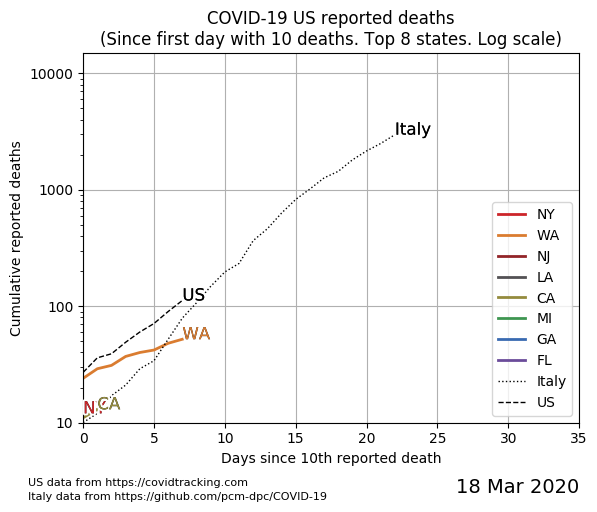 COVID-19 US reported deaths
(Since first day with 10 deaths. Top 8 states. Log scale)
Cumulative reported deaths
10000
1000
100
10
Italy
US
WA
CA
NY
WA
NJ
LA
CA
MI
GA
FL
Italy
US
0 5 10 15 20 25 30 35
Days since 10th reported death
US data from https://covidtracking.com
Italy data from https://github.com/pcm-dpc/COVID-19
18 Mar 2020